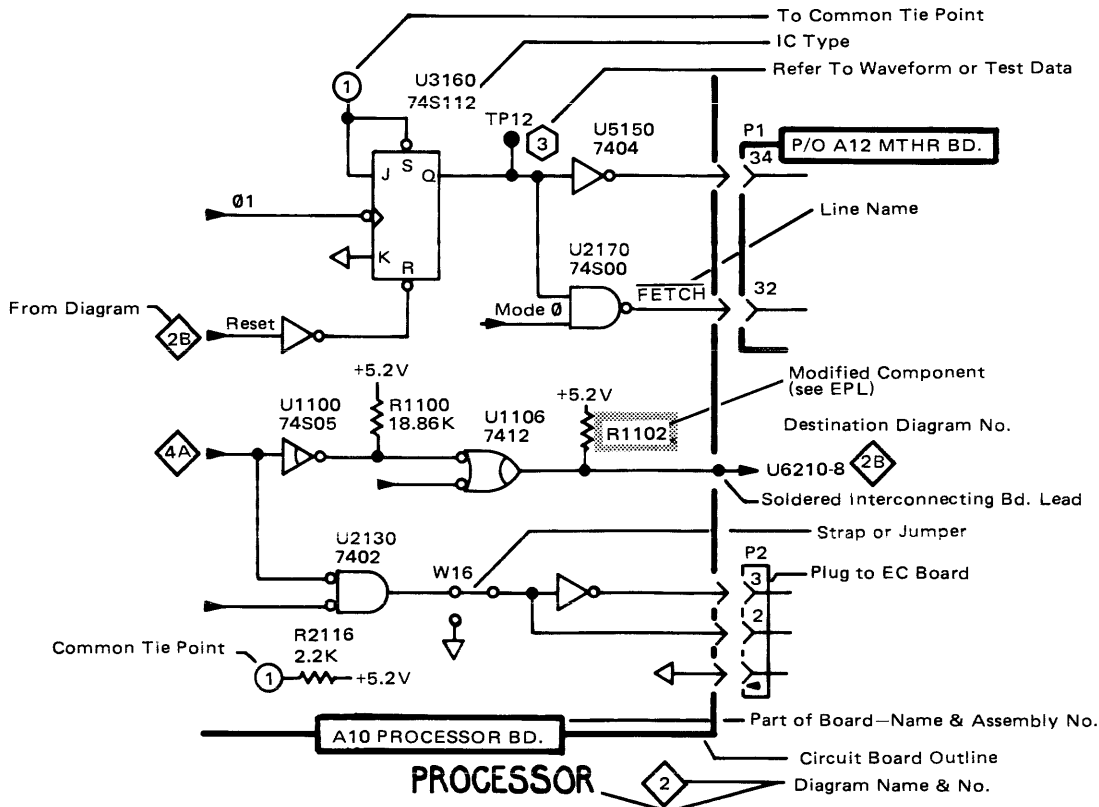 To Common Tie Point
IC Type
Refer To Waveform or Test Data
1
U3160
74S112
TP12
3
U5150
7404
P1
P/O A12 MTHR BD.
34
J
S
Q
Ø1
K
R
Line Name
U2170
74S00
FETCH
32
Mode Ø
From Diagram
2B
Reset
+5.2V
R1100
18.86K
U1100
74S05
U1106
7412
+5.2V
R1102
Modified Component
(see EPL)
Destination Diagram No.
4A
U6210-8
2B
Soldered Interconnecting Bd. Lead
Strap or Jumper
U2130
7402
W16
P2
3
Plug to EC Board
2
Common Tie Point
R2116
2.2K
1
+5.2V
Part of Board—Name & Assembly No.
A10 PROCESSOR BD.
Circuit Board Outline
PROCESSOR
2
Diagram Name & No.